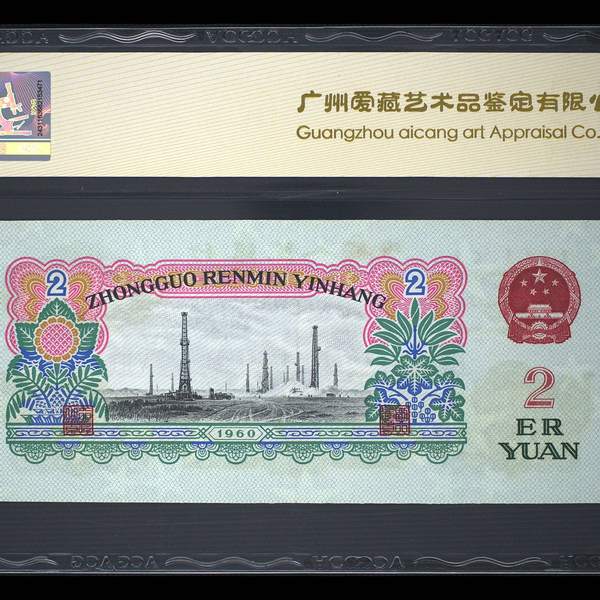 广州爱藏艺术品鉴定有限
Guangzhou aicang art Appraisal Co.
2 ZHONGGUO RENMIN YINHANG 2
1960
2
ER
YUAN